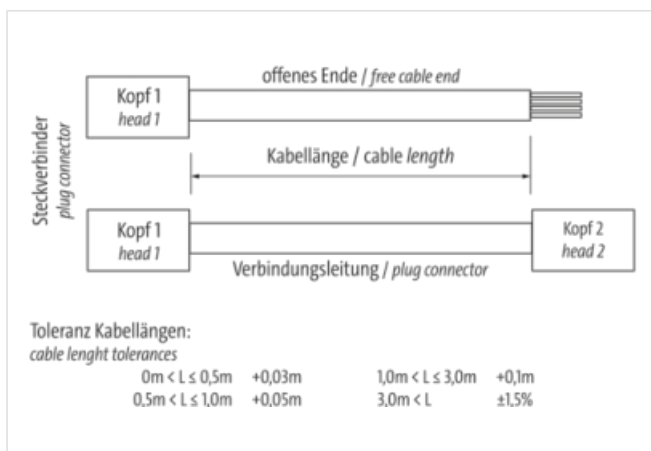 offenes Ende / free cable end
Kopf 1
head 1
Steckverbinder
plug connector
Kabellänge / cable length
Kopf 1
head 1
Kopf 2
head 2
Verbindungsleitung / plug connector
Toleranz Kabellängen:
cable lenght tolerances
0m < L ≤ 0,5m +0,03m 1,0m < L ≤ 3,0m +0,1m
0,5m < L ≤ 1,0m +0,05m 3,0m < L ±1,5%